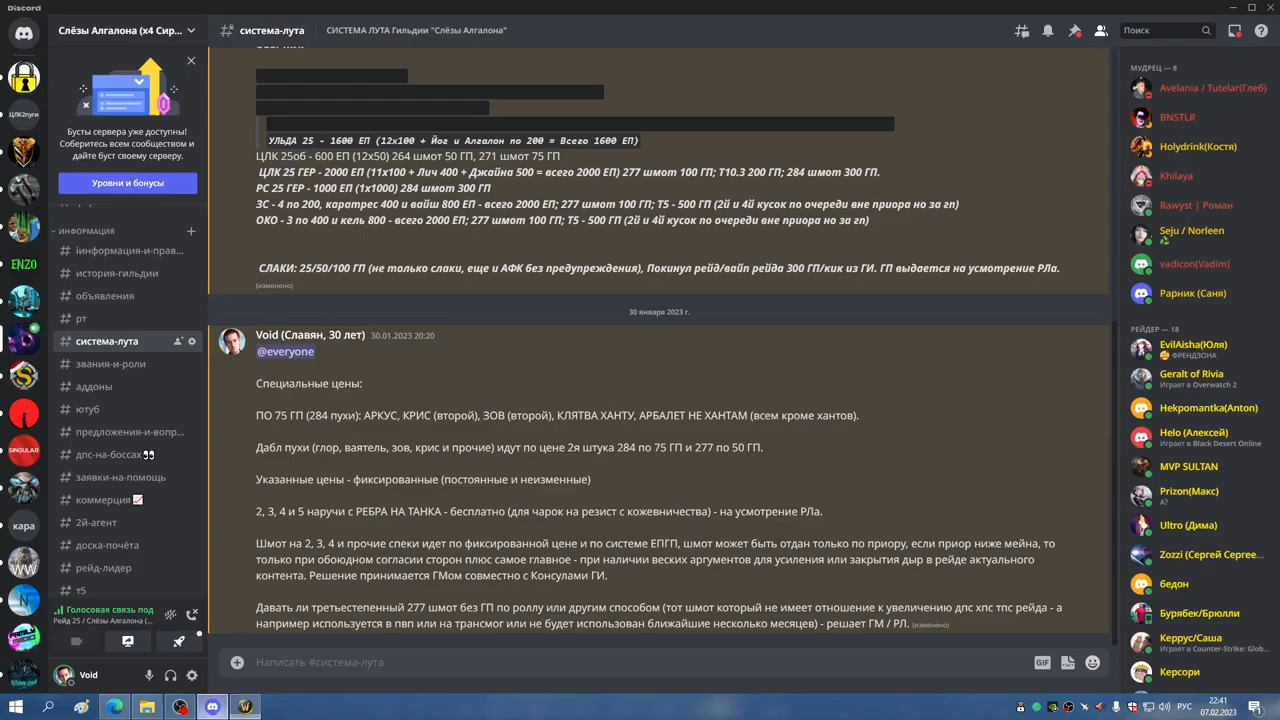 Discord
Слёзы Алгалона (x4 Сир...
система-лута
СИСТЕМА ЛУТА Гильдии "Слёзы Алгалона"
Поиск
Бусты сервера уже доступны!
Соберитесь всем сообществом и
дайте буст своему серверу.
Уровни и бонусы
ИНФОРМАЦИЯ
информация-и-прав...
история-гильдии
объявления
рт
система-лута
звания-и-роли
аддоны
ютуб
предложения-и-вопр...
дпс-на-боссах
заявки-на-помощь
коммерция
2й-агент
доска-почёта
рейд-лидер
т5
Голосовая связь под
Рейд 25 / Слёзы Алгалона (...
Void
ЦЛК2пуги
ENZO
SINGULAR
кара
УЛЬДА 25 - 1600 ЕП (12x100 + Йог и Алгалон по 200 = Всего 1600 ЕП)
ЦЛК 25об - 600 ЕП (12x50) 264 шмот 50 ГП, 271 шмот 75 ГП
ЦЛК 25 ГЕР - 2000 ЕП (11x100 + Лич 400 + Джайна 500 = всего 2000 ЕП) 277 шмот 100 ГП; Т10.3 200 ГП; 284 шмот 300 ГП.
РС 25 ГЕР - 1000 ЕП (1x1000) 284 шмот 300 ГП
ЗС - 4 по 200, каратрес 400 и вайш 800 ЕП - всего 2000 ЕП; 277 шмот 100 ГП; Т5 - 500 ГП (2й и 4й кусок по очереди вне приора но за гп)
ОКО - 3 по 400 и кель 800 - всего 2000 ЕП; 277 шмот 100 ГП; Т5 - 500 ГП (2й и 4й кусок по очереди вне приора но за гп)
СЛАКИ: 25/50/100 ГП (не только слаки, еще и АФК без предупреждения), Покинул рейд/вайп рейда 300 ГП/кик из ГИ. ГП выдается на усмотрение РЛа.
(изменено)
30 января 2023 г.
Void (Славян, 30 лет) 30.01.2023 20:20
@everyone
Специальные цены:
ПО 75 ГП (284 пухи): АРКУС, КРИС (второй), ЗОВ (второй), КЛЯТВА ХАНТУ, АРБАЛЕТ НЕ ХАНТАМ (всем кроме хантов).
Дабл пухи (глор, ваятель, зов, крис и прочие) идут по цене 2я штука 284 по 75 ГП и 277 по 50 ГП.
Указанные цены - фиксированные (постоянные и неизменные)
2, 3, 4 и 5 наручи с РЕБРА НА ТАНКА - бесплатно (для чарок на резист с кожевничества) - на усмотрение РЛа.
Шмот на 2, 3, 4 и прочие спеки идет по фиксированной цене и по системе ЕПГП, шмот может быть отдан только по приору, если приор ниже мейна, то
только при обоюдном согласии сторон плюс самое главное - при наличии веских аргументов для усиления или закрытия дыр в рейде актуального
контента. Решение принимается ГМом совместно с Консулами ГИ.
Давать ли третьестепенный 277 шмот без ГП по роллу или другим способом (тот шмот который не имеет отношение к увеличению дпс хпс тпс рейда - а
например используется в пвп или на трансмог или не будет использован ближайшие несколько месяцев) - решает ГМ / РЛ. (изменено)
Написать #система-лута
GIF
МУДРЕЦ — 8
Avelania / Tutelar(Глеб)
BNSTLR
Holydrink(Костя)
Khilaya
Rawyst | Роман
Seju / Norleen
vadicon(Vadim)
Рарник (Саня)
РЕЙДЕР — 18
EvilAisha(Юля)
ФРЕНДЗОНА
Geralt of Rivia
Играет в Overwatch 2
Hekpomantka(Anton)
Helo (Алексей)
Играет в Black Desert Online
MVP SULTAN
Prizon(Макс)
А?
Ultro (Дима)
Zozzi (Сергей Сергее...
бедон
Бурябек/Брюлли
Керрус/Саша
Играет в Counter-Strike: Glob...
Керсори
РУС
22:41
07.02.2023